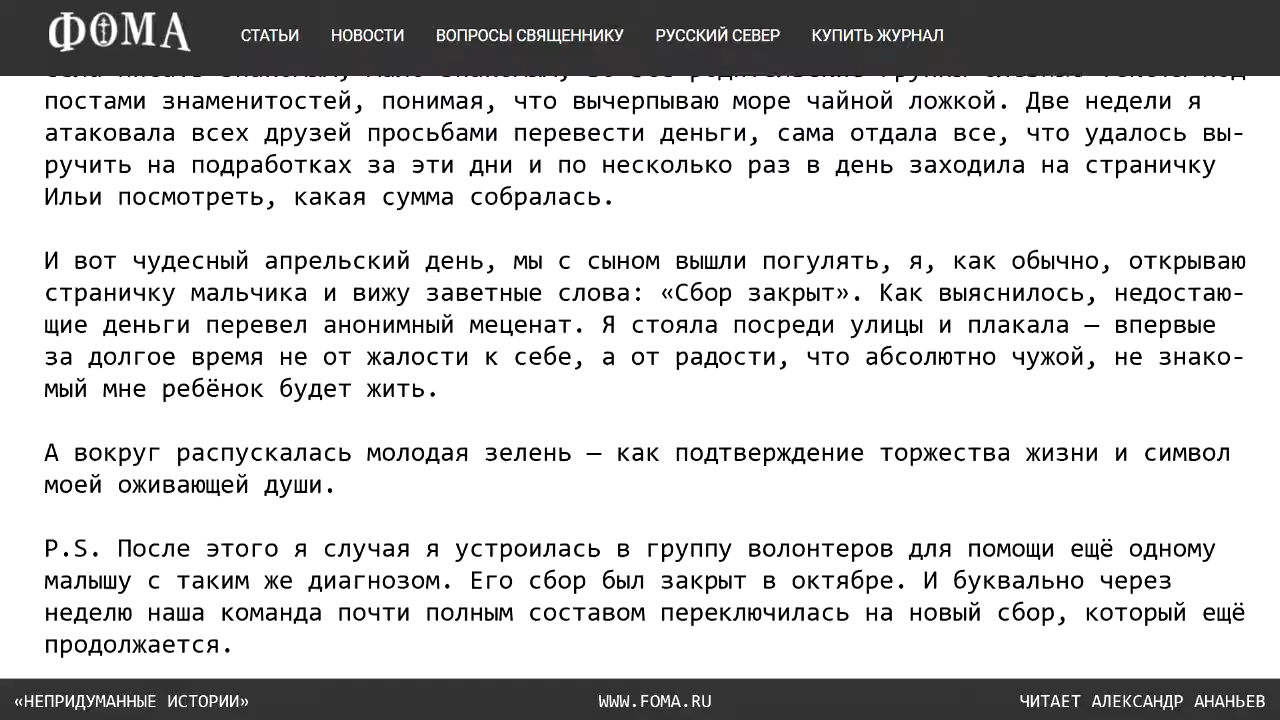 ФОМА
СТАТЬИ НОВОСТИ ВОПРОСЫ СВЯЩЕННИКУ РУССКИЙ СЕВЕР КУПИТЬ ЖУРНАЛ
постами знаменитостей, понимая, что вычерпываю море чайной ложкой. Две недели я
атаковала всех друзей просьбами перевести деньги, сама отдала все, что удалось вы-
ручить на подработках за эти дни и по несколько раз в день заходила на страничку
Ильи посмотреть, какая сумма собралась.
И вот чудесный апрельский день, мы с сыном вышли погулять, я, как обычно, открываю
страничку мальчика и вижу заветные слова: «Сбор закрыт». Как выяснилось, недостаю-
щие деньги перевел анонимный меценат. Я стояла посреди улицы и плакала — впервые
за долгое время не от жалости к себе, а от радости, что абсолютно чужой, не знако-
мый мне ребёнок будет жить.
А вокруг распускалась молодая зелень — как подтверждение торжества жизни и символ
моей оживающей души.
P.S. После этого я случая я устроилась в группу волонтеров для помощи ещё одному
малышу с таким же диагнозом. Его сбор был закрыт в октябре. И буквально через
неделю наша команда почти полным составом переключилась на новый сбор, который ещё
продолжается.
«НЕПРИДУМАННЫЕ ИСТОРИИ» WWW.FOMA.RU ЧИТАЕТ АЛЕКСАНДР АНАНЬЕВ